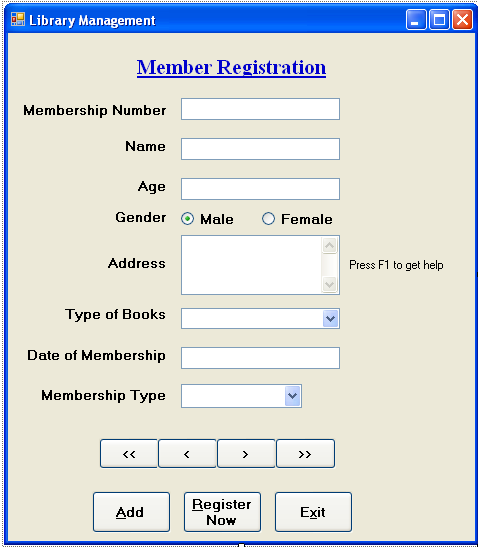 Library Management
Member Registration
Membership Number
Name
Age
Gender Male Female
Address
Press F1 to get help
Type of Books
Date of Membership
Membership Type
<< < > >>
Add Register Now Exit